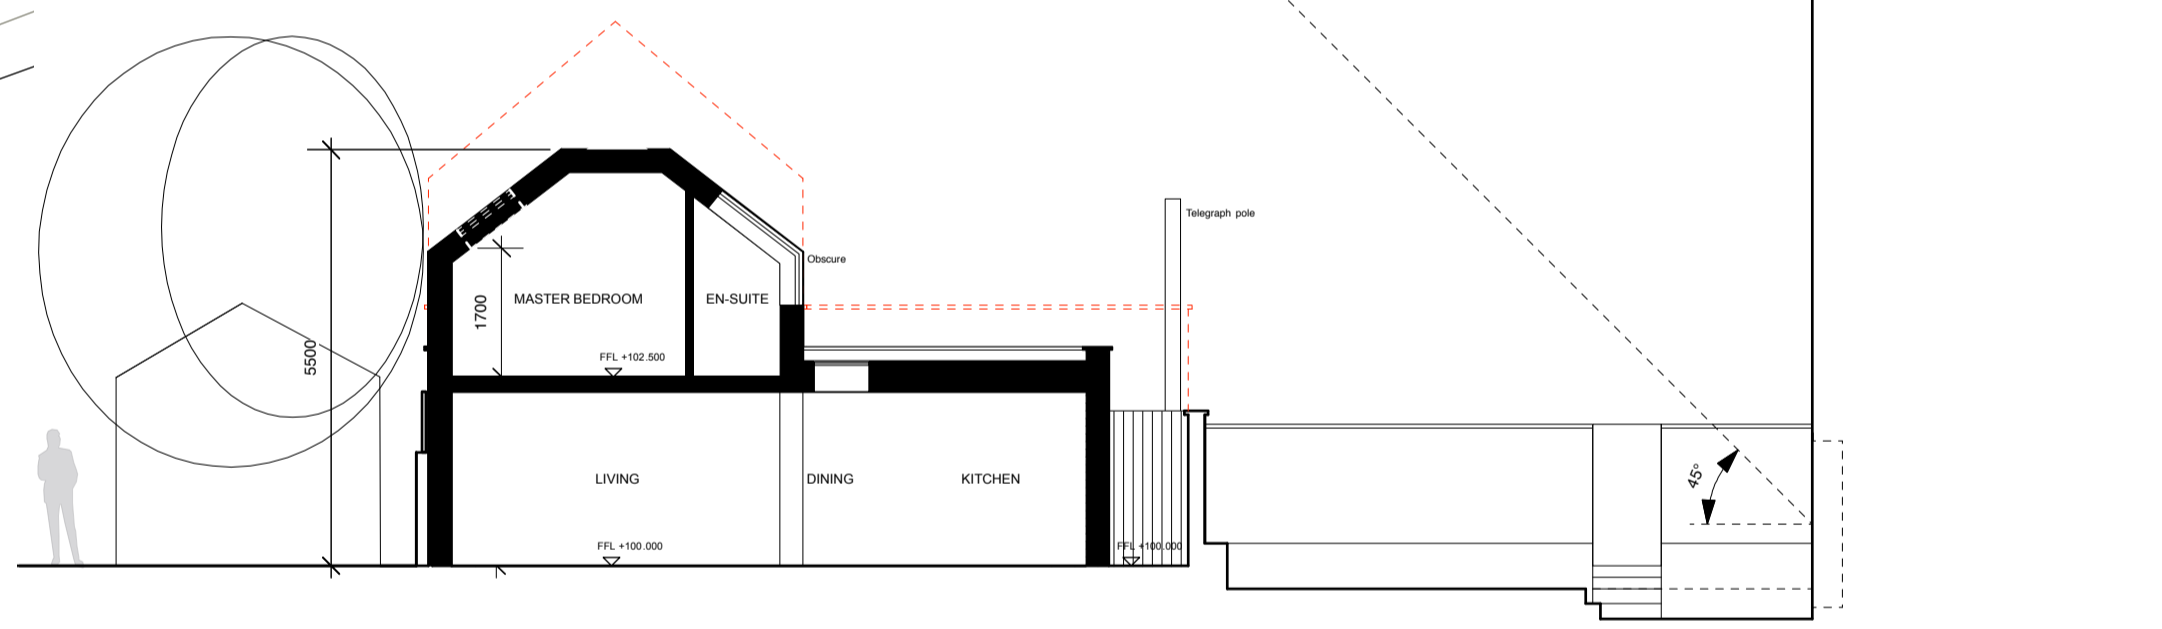 Telegraph pole
Obscure
MASTER BEDROOM
EN-SUITE
1700
5500
FFL +102.500
LIVING
DINING
KITCHEN
45°
FFL +100.000
FFL +100.000